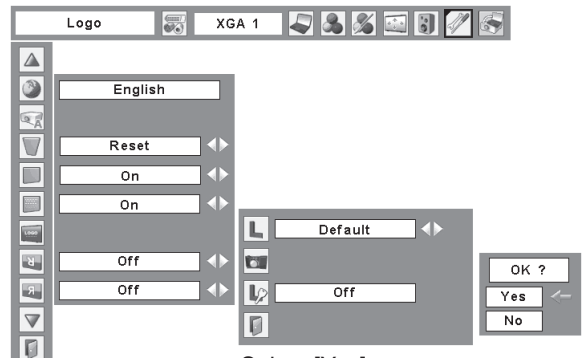 Logo
XGA 1
English
Reset
On
On
Default
Off
Off
Off
OK ?
Yes
No